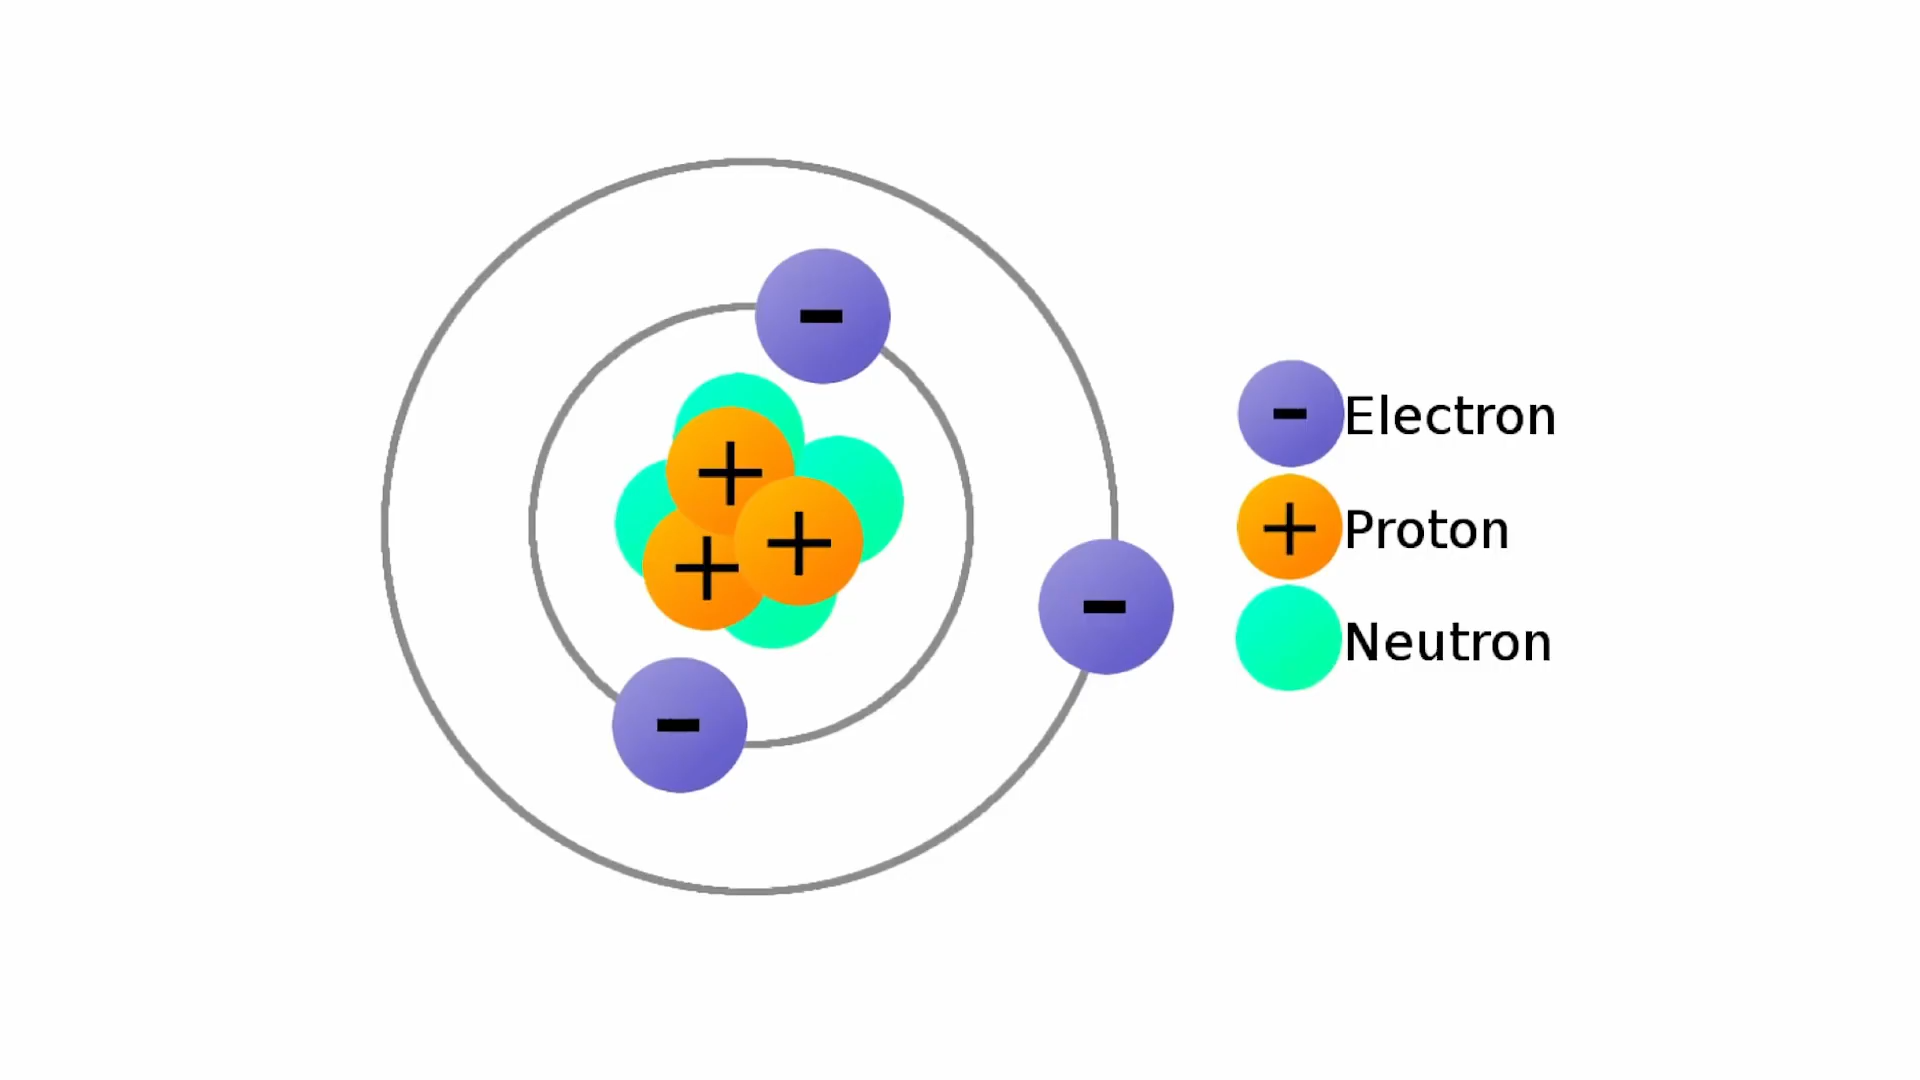 -
+
+
+
-
-
- Electron
+ Proton
Neutron